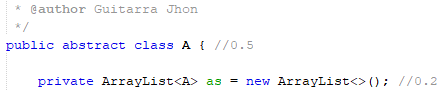 * @author Guitarra Jhon
*/
public abstract class A { //0.5
private ArrayList<A> as = new ArrayList<>(); //0.2